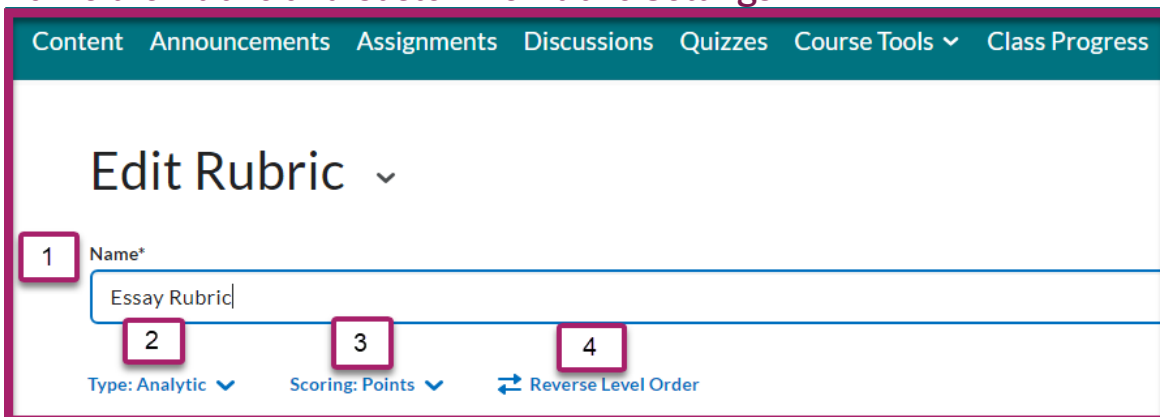 Content Announcements Assignments Discussions Quizzes Course Tools Class Progress
Edit Rubric
1 Name*
Essay Rubric
2 3 4
Type: Analytic Scoring: Points Reverse Level Order